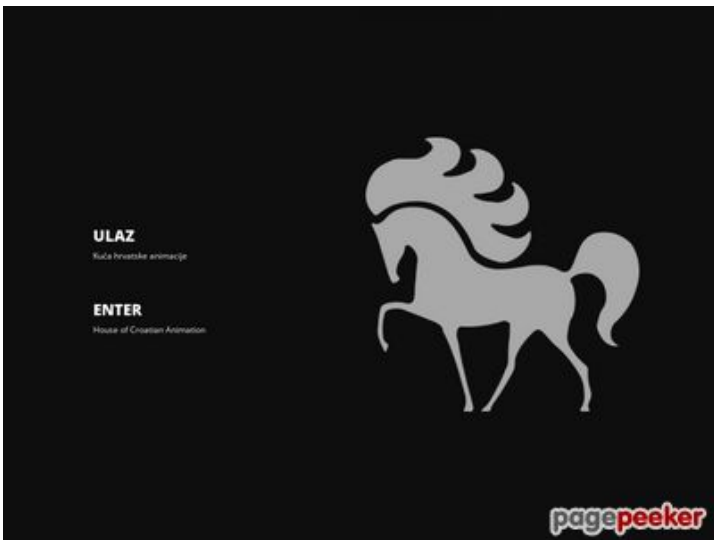 ULAZ
Kuća hrvatske animacije
ENTER
House of Croatian Animation
pagepeeker